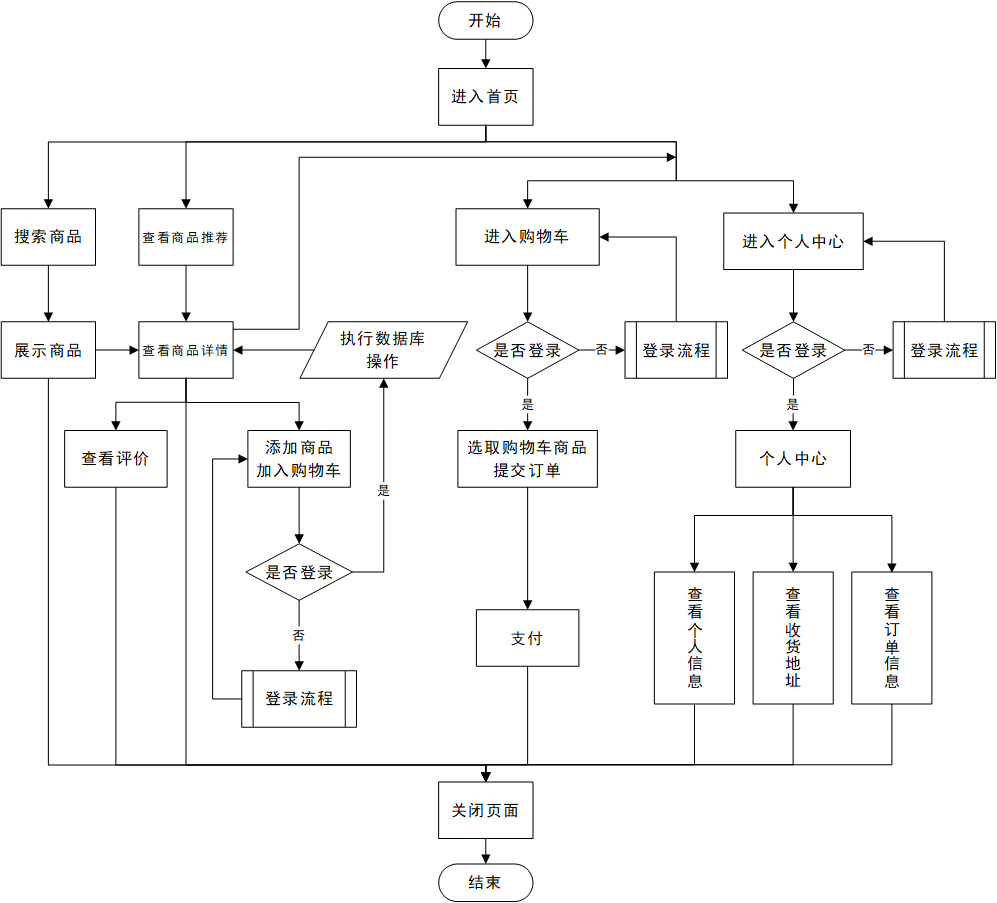 开始
进入首页
搜索商品
查看商品推荐
进入购物车
进入个人中心
展示商品
查看商品详情
执行数据库
操作
是否登录
否
登录流程
是否登录
否
登录流程
是
是
查看评价
添加商品
加入购物车
选取购物车商品
提交订单
个人中心
是
是否登录
否
登录流程
支付
查看个人信息
查看收货地址
查看订单信息
关闭页面
结束